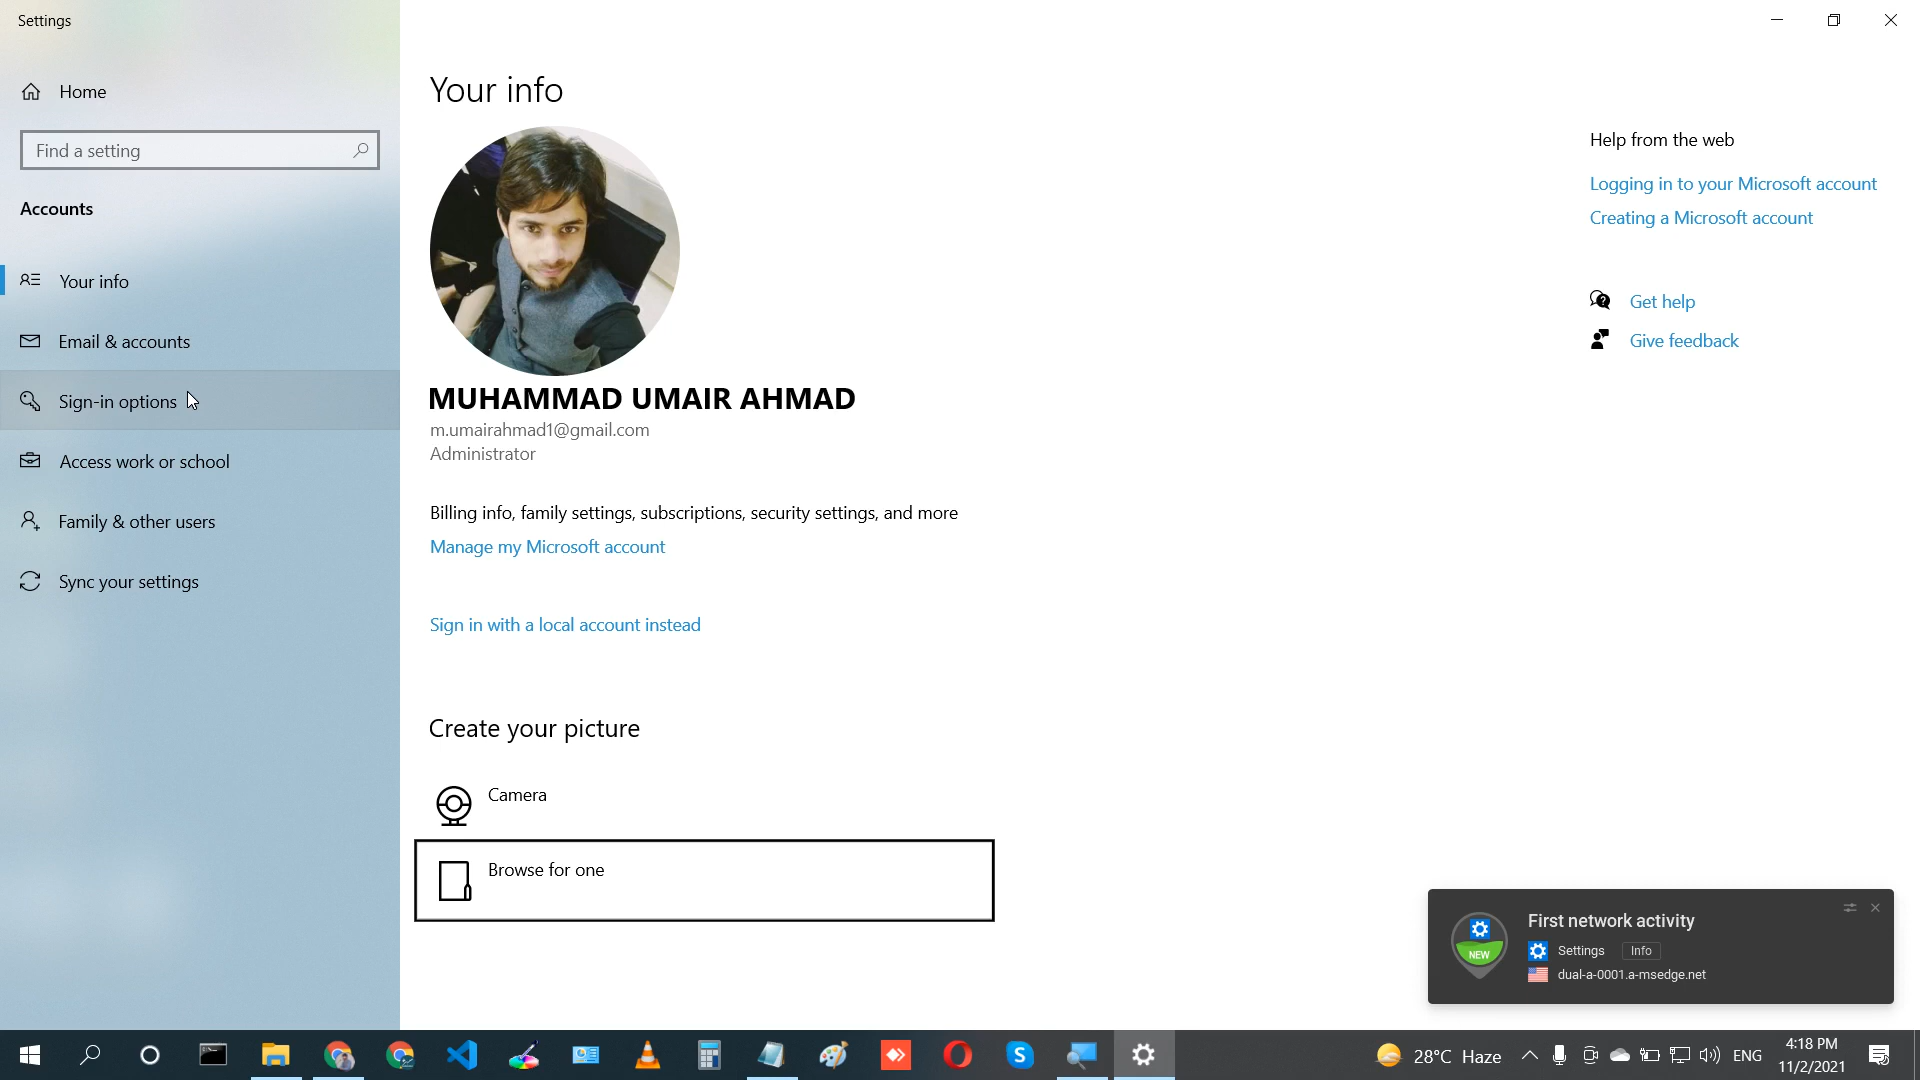 Settings
Home
Find a setting
Accounts
Your info
Email & accounts
Sign-in options
Access work or school
Family & other users
Sync your settings
Your info
MUHAMMAD UMAIR AHMAD
m.umairahmad1@gmail.com
Administrator
Billing info, family settings, subscriptions, security settings, and more
Manage my Microsoft account
Sign in with a local account instead
Create your picture
Camera
Browse for one
Help from the web
Logging in to your Microsoft account
Creating a Microsoft account
Get help
Give feedback
First network activity
NEW
Settings Info
dual-a-0001.a-msedge.net
28°C Haze
ENG
4:18 PM
11/2/2021